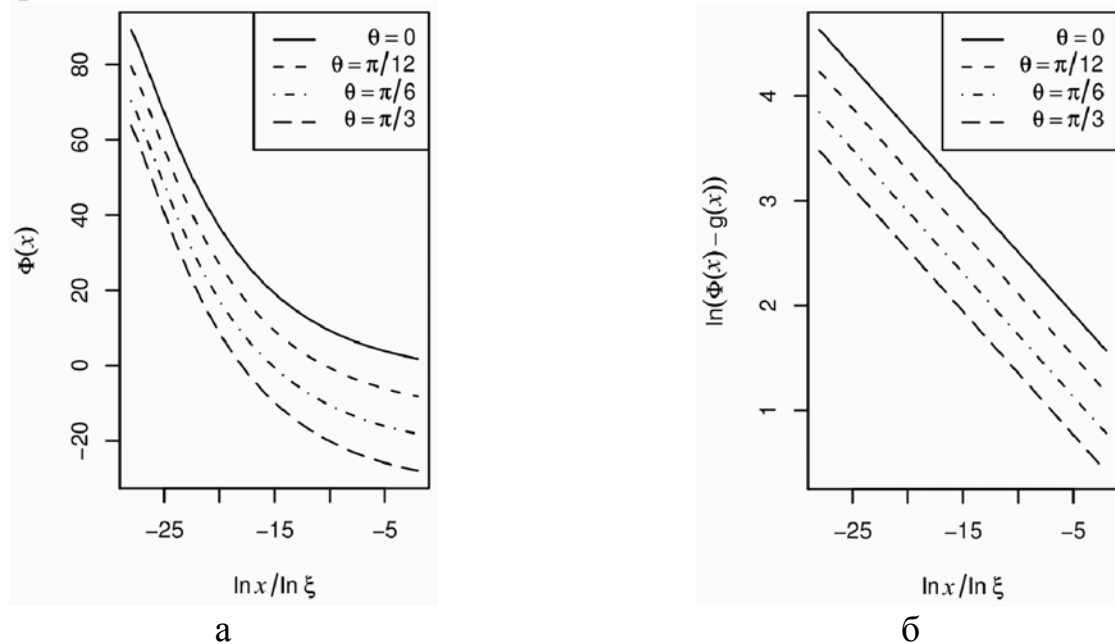 θ = 0
θ = π/12
θ = π/6
θ = π/3
80
60
40
20
0
−20
Φ(x)
−25
−15
−5
ln x / ln ξ
а
θ = 0
θ = π/12
θ = π/6
θ = π/3
4
3
2
1
ln(Φ(x) − g(x))
−25
−15
−5
ln x / ln ξ
б